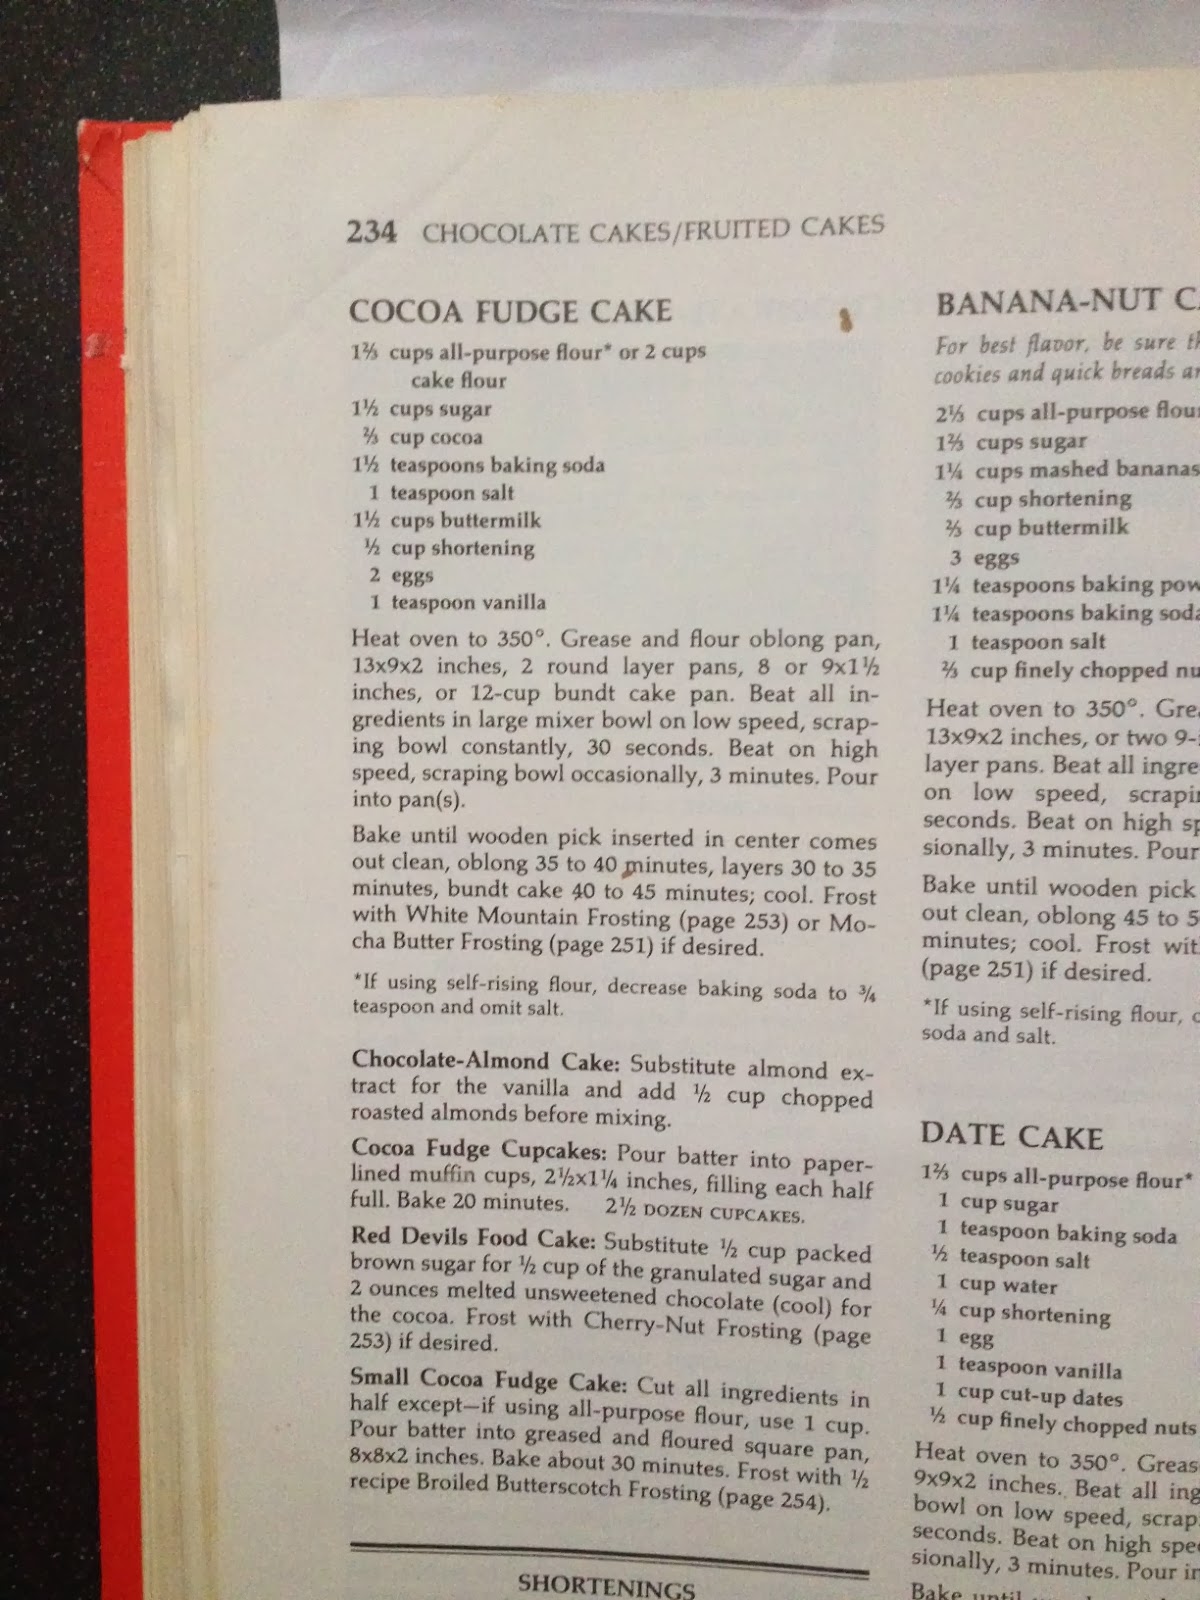 234 CHOCOLATE CAKES/FRUITED CAKES
COCOA FUDGE CAKE
1⅔ cups all-purpose flour* or 2 cups
cake flour
1½ cups sugar
⅔ cup cocoa
1½ teaspoons baking soda
1 teaspoon salt
1½ cups buttermilk
½ cup shortening
2 eggs
1 teaspoon vanilla
Heat oven to 350°. Grease and flour oblong pan,
13x9x2 inches, 2 round layer pans, 8 or 9x1½
inches, or 12-cup bundt cake pan. Beat all in-
gredients in large mixer bowl on low speed, scrap-
ing bowl constantly, 30 seconds. Beat on high
speed, scraping bowl occasionally, 3 minutes. Pour
into pan(s).
Bake until wooden pick inserted in center comes
out clean, oblong 35 to 40 minutes, layers 30 to 35
minutes, bundt cake 40 to 45 minutes; cool. Frost
with White Mountain Frosting (page 253) or Mo-
cha Butter Frosting (page 251) if desired.
*If using self-rising flour, decrease baking soda to ¾
teaspoon and omit salt.
Chocolate-Almond Cake: Substitute almond ex-
tract for the vanilla and add ½ cup chopped
roasted almonds before mixing.
Cocoa Fudge Cupcakes: Pour batter into paper-
lined muffin cups, 2½x1¼ inches, filling each half
full. Bake 20 minutes. 2½ DOZEN CUPCAKES.
Red Devils Food Cake: Substitute ½ cup packed
brown sugar for ½ cup of the granulated sugar and
2 ounces melted unsweetened chocolate (cool) for
the cocoa. Frost with Cherry-Nut Frosting (page
253) if desired.
Small Cocoa Fudge Cake: Cut all ingredients in
half except—if using all-purpose flour, use 1 cup.
Pour batter into greased and floured square pan,
8x8x2 inches. Bake about 30 minutes. Frost with ½
recipe Broiled Butterscotch Frosting (page 254).
SHORTENINGS
BANANA-NUT
For best flavor, be sure
cookies and quick breads
2⅓ cups all-purpose
1⅔ cups sugar
1¼ cups mashed bananas
⅔ cup shortening
⅔ cup buttermilk
3 eggs
1¼ teaspoons baking
1¼ teaspoons baking soda
1 teaspoon salt
⅔ cup finely chopped
Heat oven to 350°.
13x9x2 inches, or two
layer pans. Beat all
on low speed,
seconds. Beat on high
sionally, 3 minutes. Pour
Bake until wooden pick
out clean, oblong 45 to
minutes; cool. Frost
(page 251) if desired.
*If using self-rising flour,
soda and salt.
DATE CAKE
1⅔ cups all-purpose flour*
1 cup sugar
1 teaspoon baking soda
½ teaspoon salt
1 cup water
¼ cup shortening
1 egg
1 teaspoon vanilla
1 cup cut-up dates
½ cup finely chopped nuts
Heat oven to 350°.
9x9x2 inches. Beat all
bowl on low speed,
seconds. Beat on high
sionally, 3 minutes. Pour
Bake